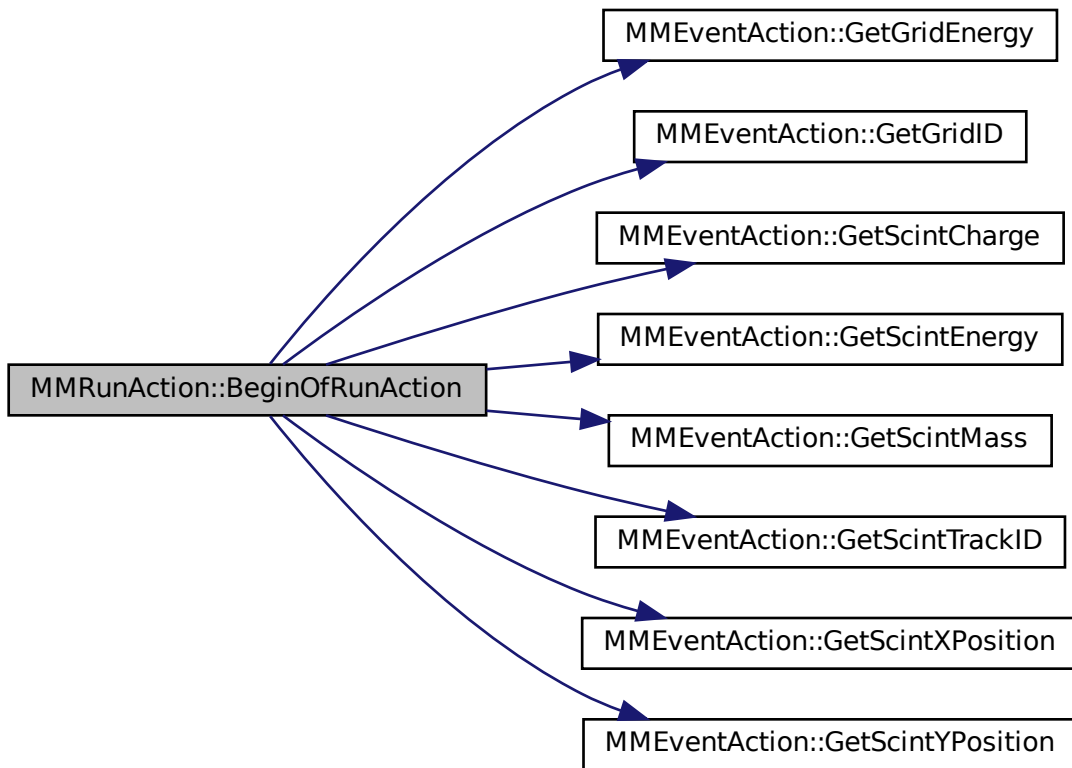 MMEventAction::GetGridEnergy
MMEventAction::GetGridID
MMEventAction::GetScintCharge
MMEventAction::GetScintEnergy
MMRunAction::BeginOfRunAction
MMEventAction::GetScintMass
MMEventAction::GetScintTrackID
MMEventAction::GetScintXPosition
MMEventAction::GetScintYPosition